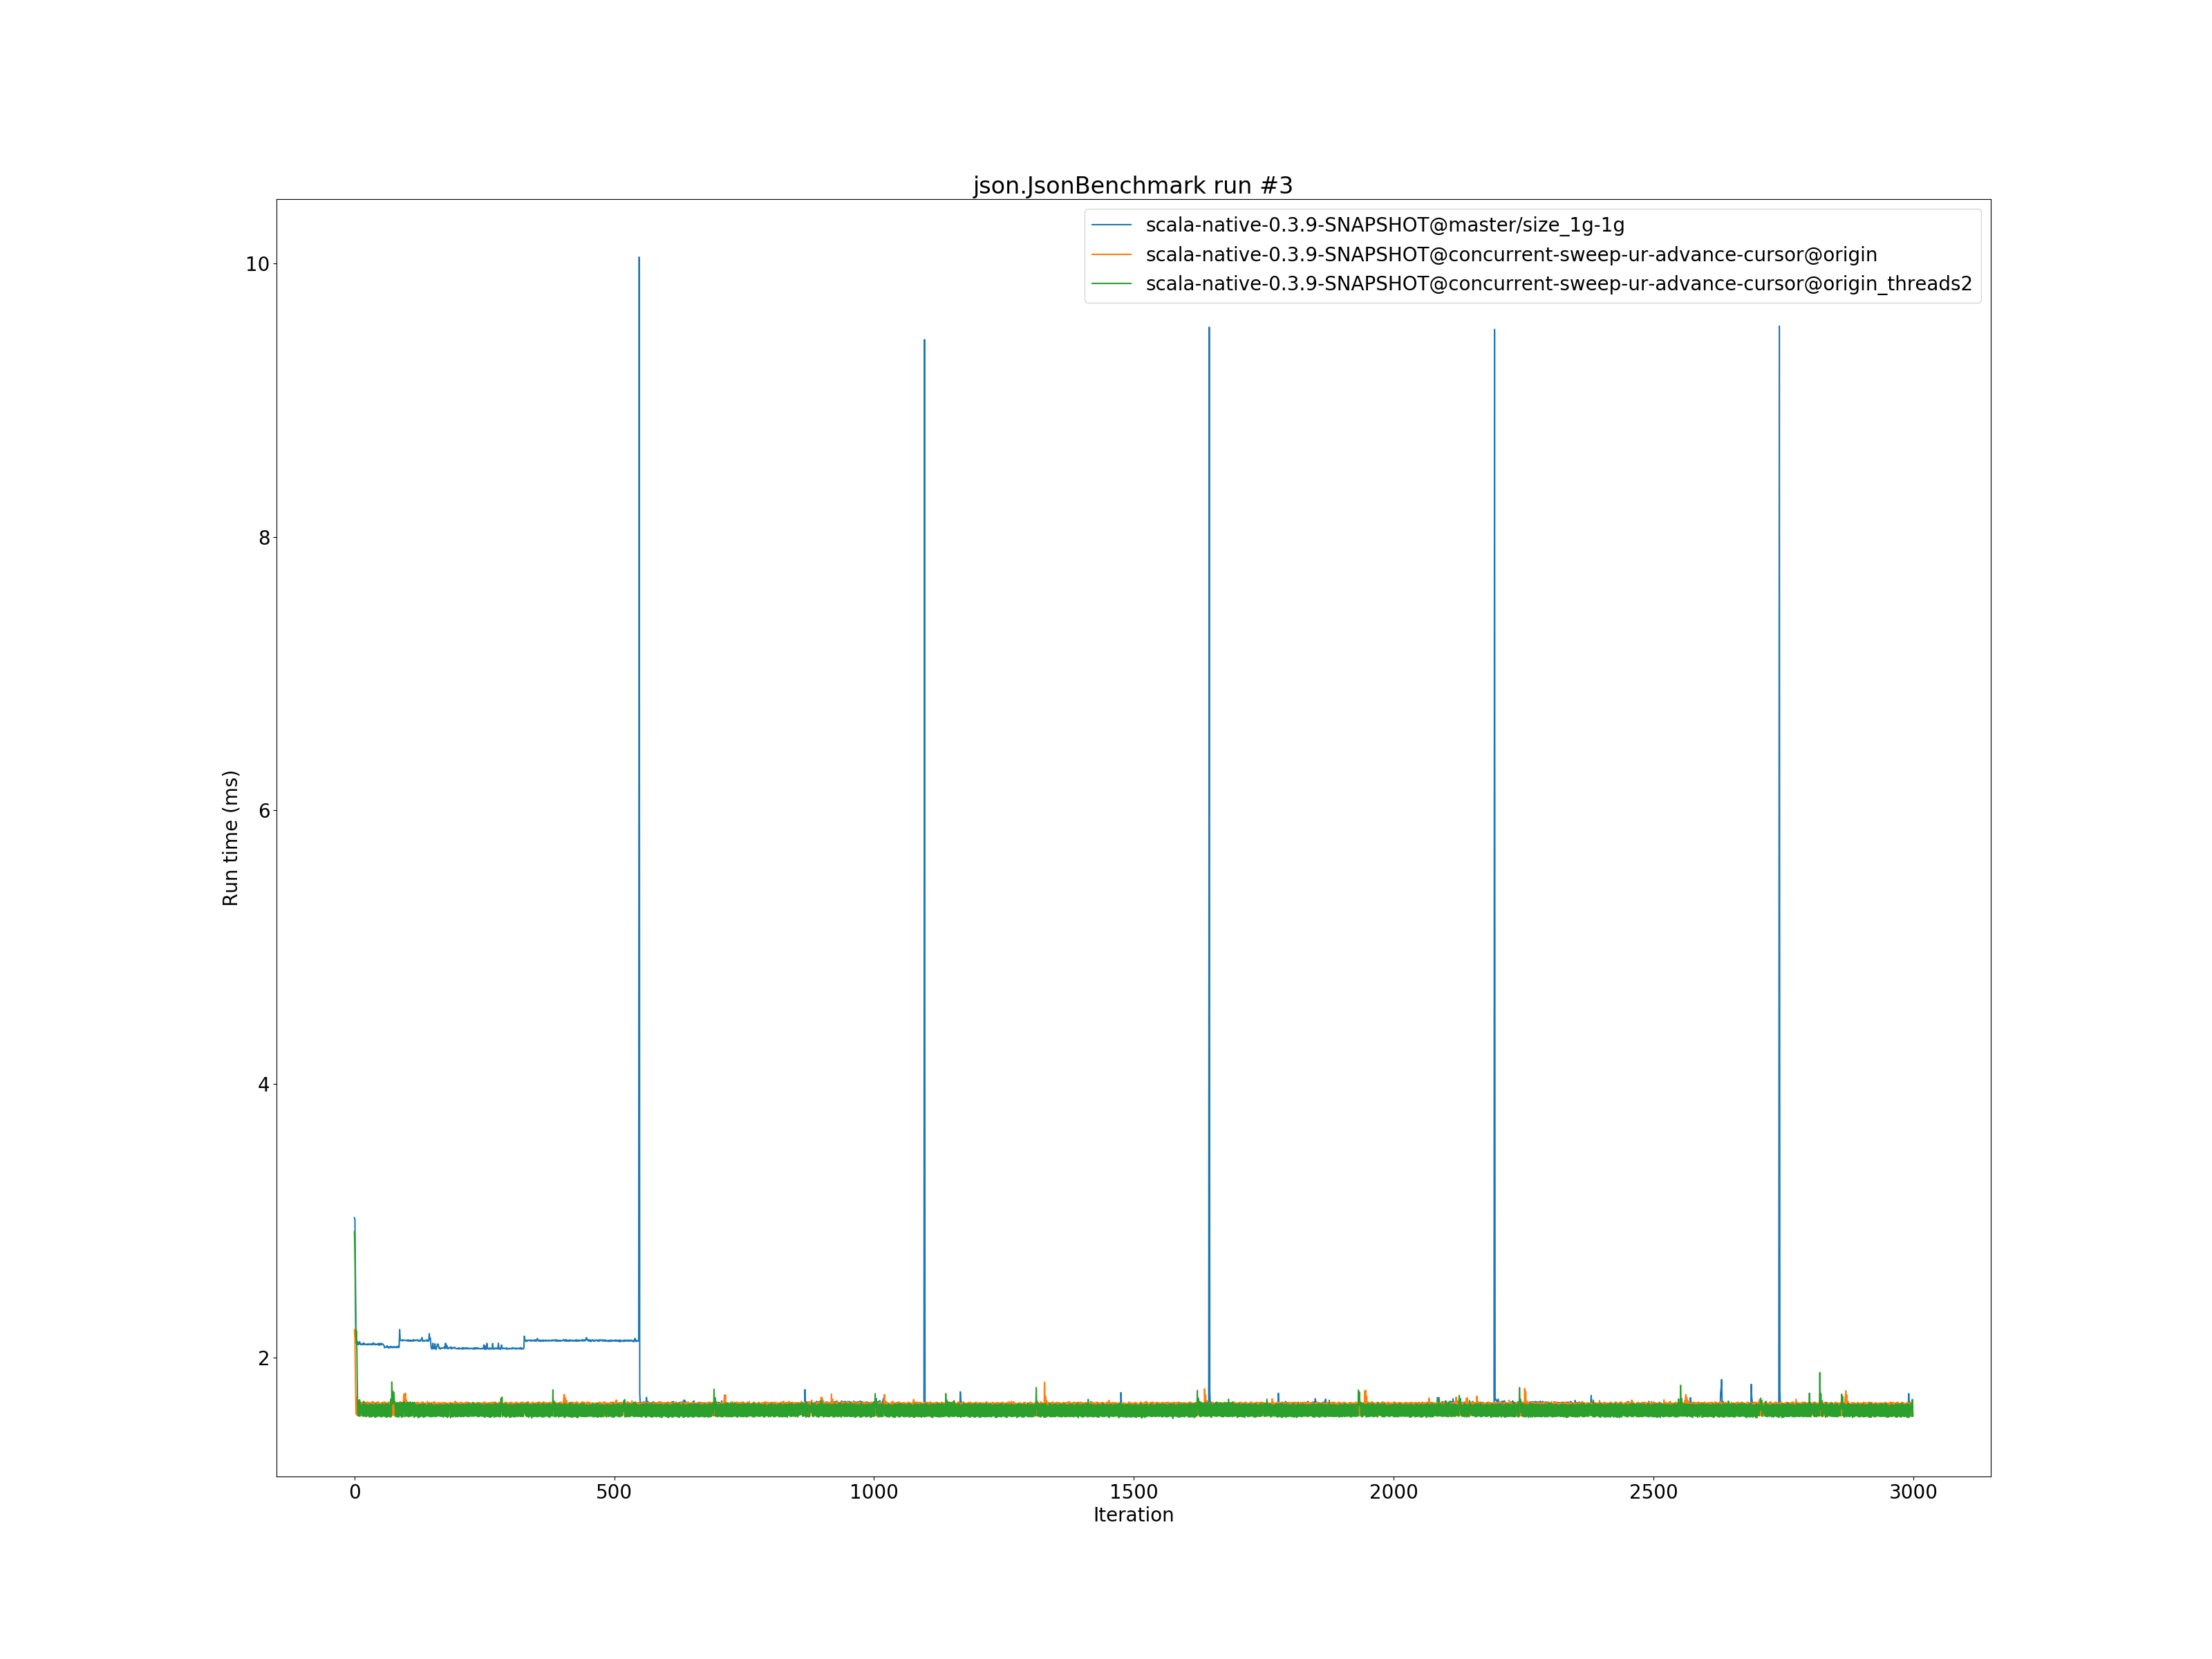 json.JsonBenchmark run #3
scala-native-0.3.9-SNAPSHOT@master/size_1g-1g
scala-native-0.3.9-SNAPSHOT@concurrent-sweep-ur-advance-cursor@origin
scala-native-0.3.9-SNAPSHOT@concurrent-sweep-ur-advance-cursor@origin_threads2
10
8
6
4
2
Run time (ms)
0 500 1000 1500 2000 2500 3000
Iteration